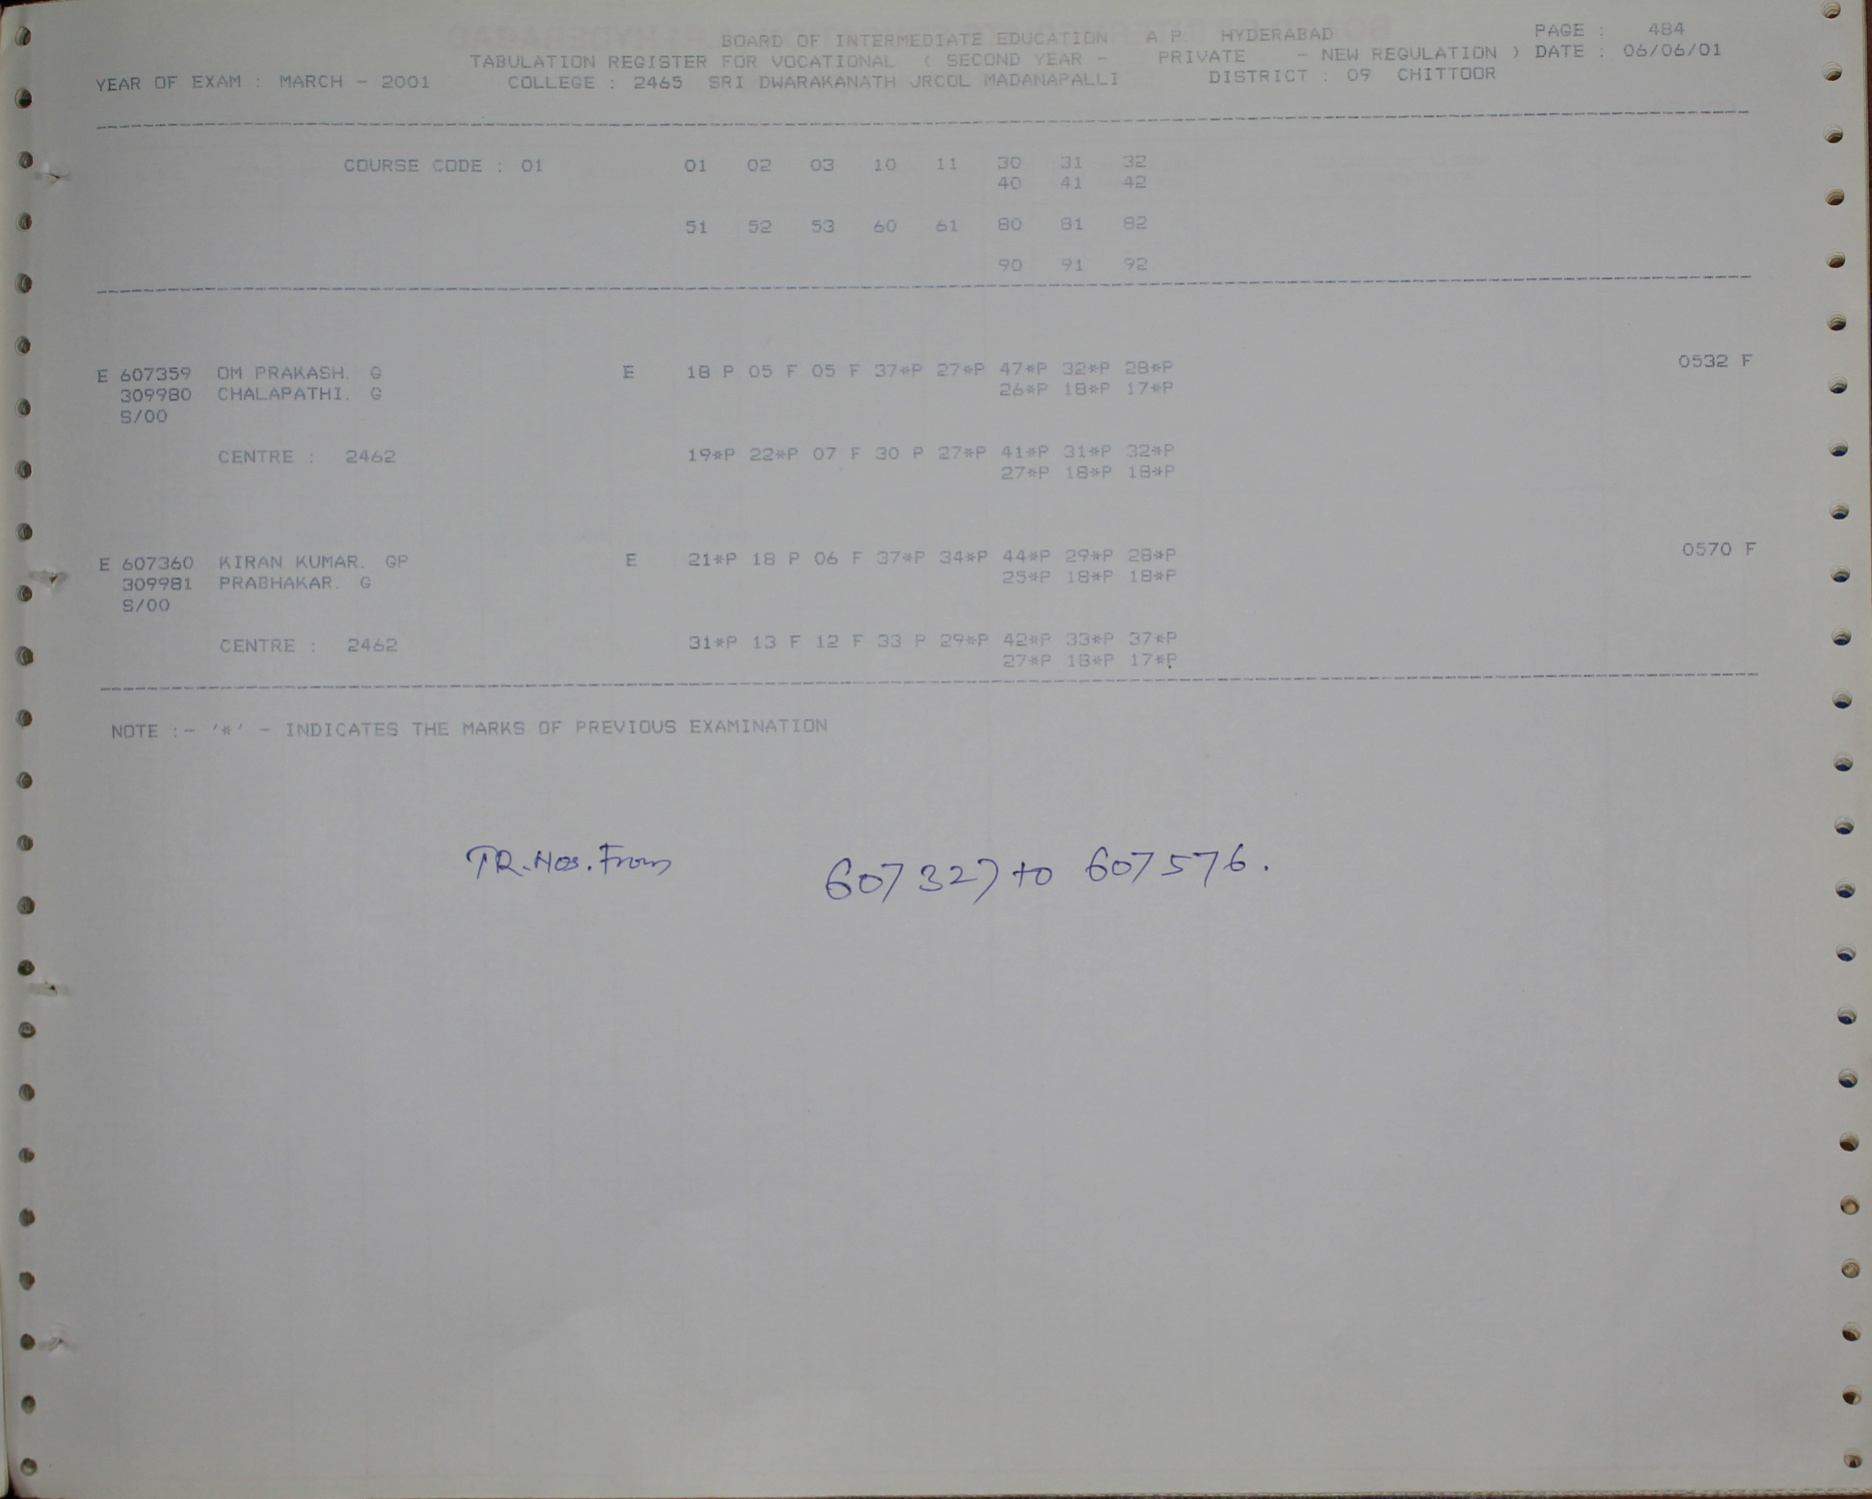 BOARD OF INTERMEDIATE EDUCATION A P HYDERABAD PAGE : 484
TABULATION REGISTER FOR VOCATIONAL ( SECOND YEAR - PRIVATE - NEW REGULATION ) DATE : 06/06/01
YEAR OF EXAM : MARCH - 2001 COLLEGE : 2465 SRI DWARAKANATH JRCOL MADANAPALLI DISTRICT : 09 CHITTOOR
COURSE CODE : 01 01 02 03 10 11 30 31 32
40 41 42
51 52 53 60 61 80 81 82
90 91 92
E 607359 OM PRAKASH. G E 18 P 05 F 05 F 37*P 27*P 47*P 32*P 28*P 0532 F
309980 CHALAPATHI. G 26*P 18*P 17*P
S/00
CENTRE : 2462 19*P 22*P 07 F 30 P 27*P 41*P 31*P 32*P
27*P 18*P 18*P
E 607360 KIRAN KUMAR. GP E 21*P 18 P 06 F 37*P 34*P 44*P 29*P 28*P 0570 F
309981 PRABHAKAR. G 25*P 18*P 18*P
S/00
CENTRE : 2462 31*P 13 F 12 F 33 P 29*P 42*P 33*P 37*P
27*P 18*P 17*P
NOTE :- '*' - INDICATES THE MARKS OF PREVIOUS EXAMINATION
TR.Nos.From 607327 to 607576.